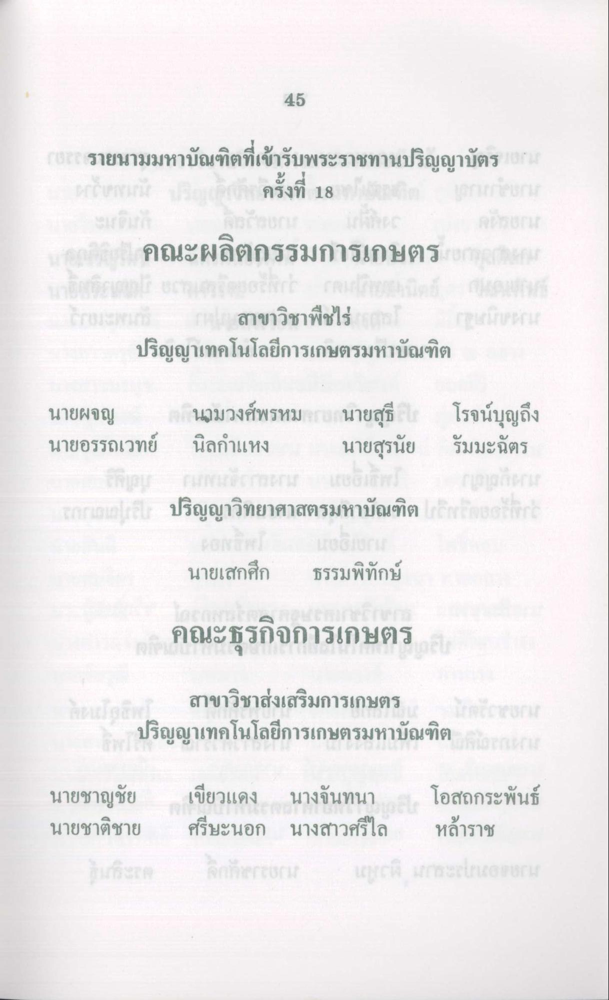 45
รายนามมหาบัณฑิตที่เข้ารับพระราชทานปริญญาบัตร
ครั้งที่ 18
คณะผลิตกรรมการเกษตร
สาขาวิชาพืชไร่
ปริญญาเทคโนโลยีการเกษตรมหาบัณฑิต
นายผจญ นามวงศ์พรหม นายสุธี โรจน์บุญถึง
นายอรรถเวทย์ นิลกำแหง นายสุรนัย รัมมะฉัตร
ปริญญาวิทยาศาสตรมหาบัณฑิต
นายเสกศึก ธรรมพิทักษ์
คณะธุรกิจการเกษตร
สาขาวิชาส่งเสริมการเกษตร
ปริญญาเทคโนโลยีการเกษตรมหาบัณฑิต
นายชาญชัย เขียวแดง นางจันทนา โอสถกระพันธ์
นายชาติชาย ศรีษะนอก นางสาวศรีไล หล้าราช